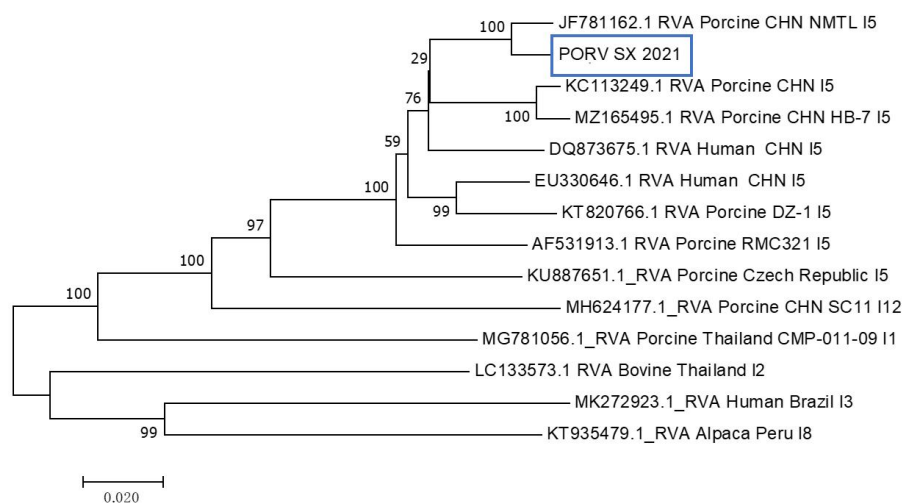 100
JF781162.1 RVA Porcine CHN NMTL I5
29
PORV SX 2021
76
KC113249.1 RVA Porcine CHN I5
100
MZ165495.1 RVA Porcine CHN HB-7 I5
59
DQ873675.1 RVA Human CHN I5
100
EU330646.1 RVA Human CHN I5
99
KT820766.1 RVA Porcine DZ-1 I5
97
AF531913.1 RVA Porcine RMC321 I5
100
KU887651.1_RVA Porcine Czech Republic I5
100
MH624177.1_RVA Porcine CHN SC11 I12
MG781056.1_RVA Porcine Thailand CMP-011-09 I1
LC133573.1 RVA Bovine Thailand I2
MK272923.1_RVA Human Brazil I3
99
KT935479.1_RVA Alpaca Peru I8
0.020